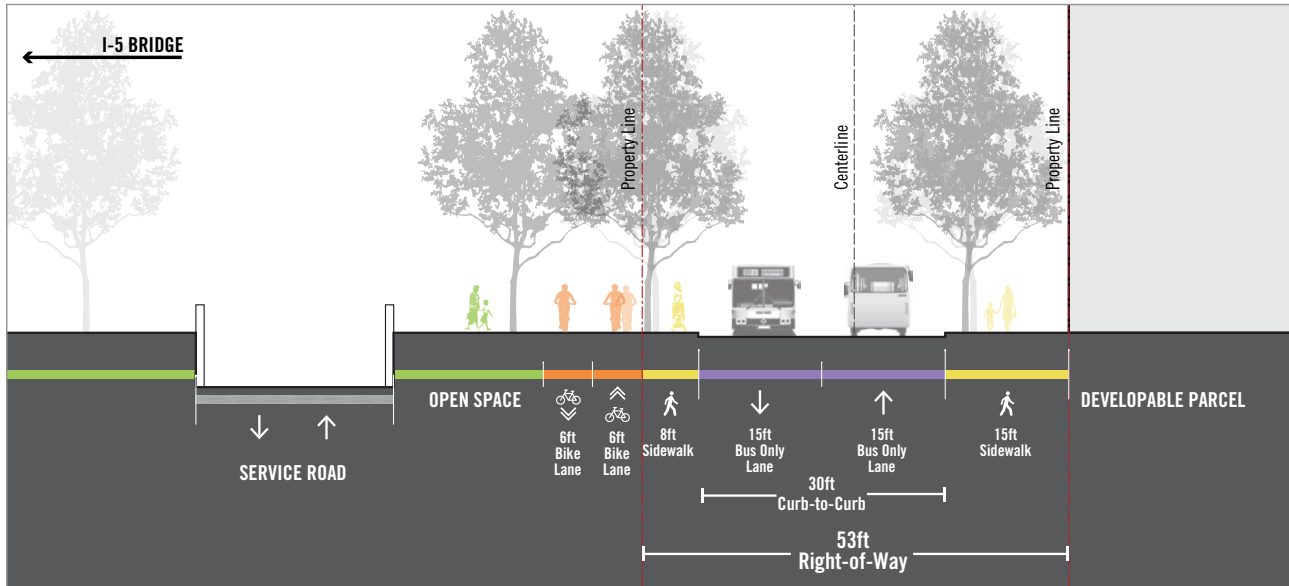 I-5 BRIDGE
Property Line
Centerline
Property Line
OPEN SPACE
DEVELOPABLE PARCEL
SERVICE ROAD
6ft
Bike
Lane
6ft
Bike
Lane
8ft
Sidewalk
15ft
Bus Only
Lane
15ft
Bus Only
Lane
15ft
Sidewalk
30ft
Curb-to-Curb
53ft
Right-of-Way